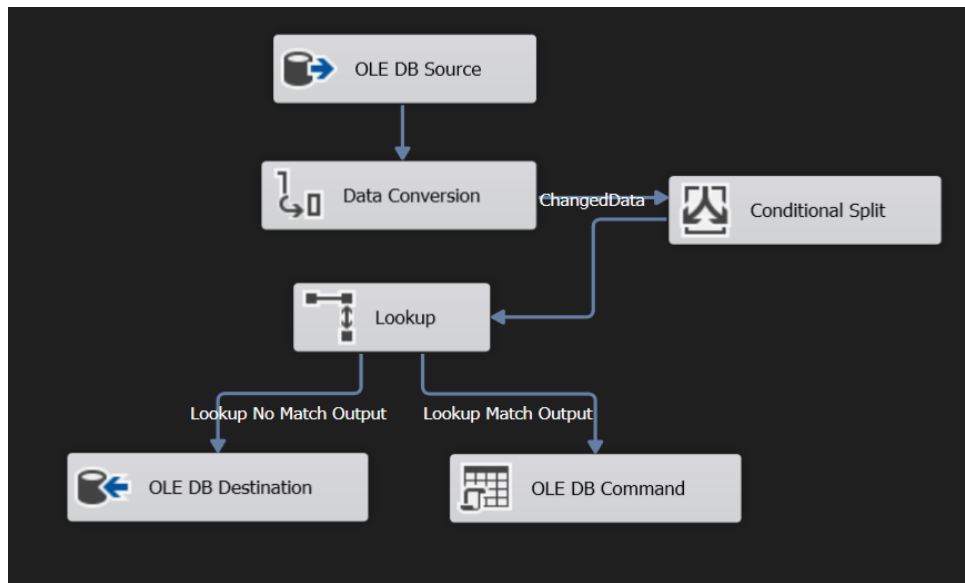 OLE DB Source
Data Conversion
ChangedData
Conditional Split
Lookup
Lookup No Match Output
Lookup Match Output
OLE DB Destination
OLE DB Command